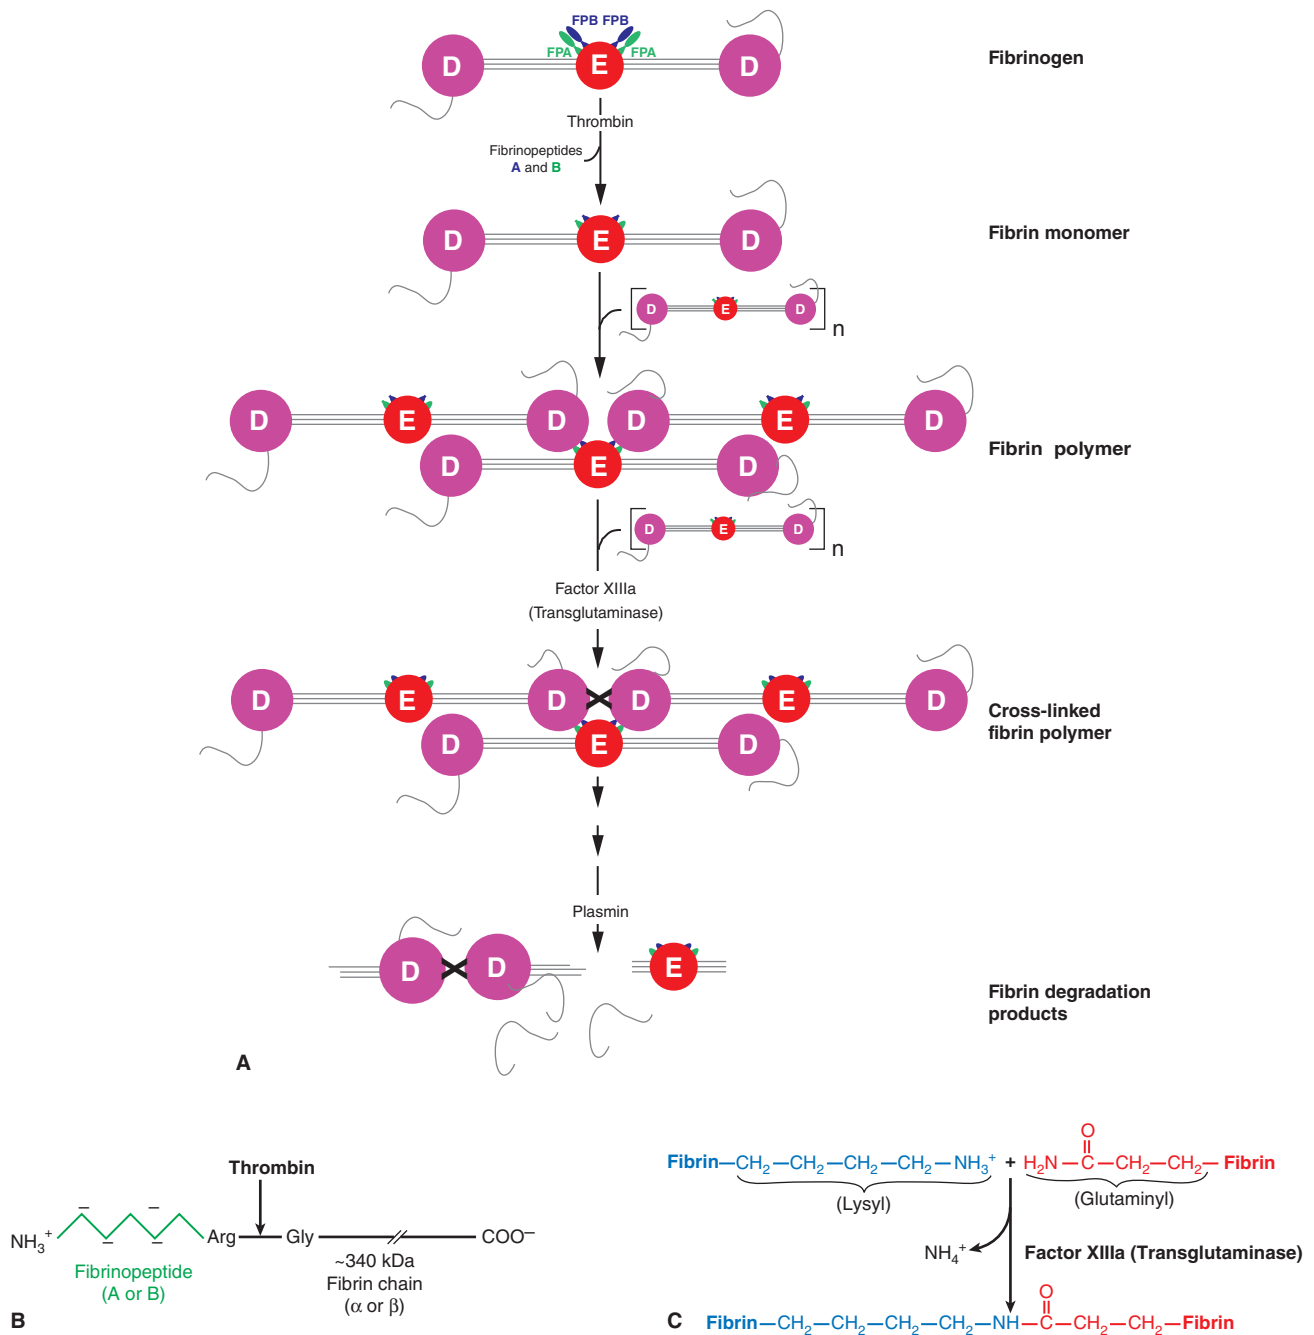 FPB FPB
FPA FPA
D E D
Fibrinogen
Thrombin
Fibrinopeptides
A and B
D E D
Fibrin monomer
D E D
n
D E D D E D
D E D
Fibrin polymer
D E D
n
Factor XIIIa
(Transglutaminase)
D E D D E D
D E D
Cross-linked
fibrin polymer
Plasmin
D D E
Fibrin degradation
products
A
Thrombin
NH3+ – – – – Arg Gly COO–
Fibrinopeptide
(A or B)
~340 kDa
Fibrin chain
(α or β)
B
O
Fibrin—CH2—CH2—CH2—CH2—NH3+ + H2N—C—CH2—CH2—Fibrin
(Lysyl) (Glutaminyl)
NH4+ Factor XIIIa (Transglutaminase)
O
C Fibrin—CH2—CH2—CH2—CH2—NH—C—CH2—CH2—Fibrin